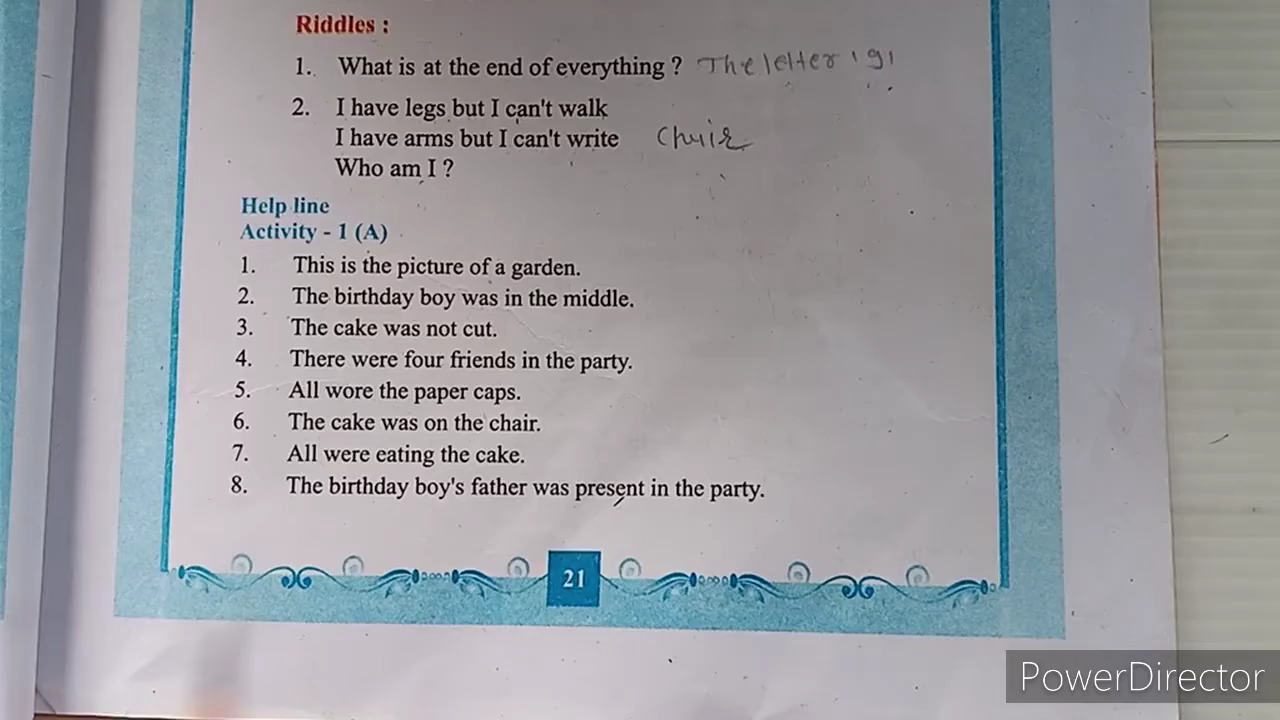 Riddles :
1. What is at the end of everything ? The letter 'g'
2. I have legs but I can't walk
I have arms but I can't write Chair
Who am I ?
Help line
Activity - 1 (A)
1. This is the picture of a garden.
2. The birthday boy was in the middle.
3. The cake was not cut.
4. There were four friends in the party.
5. All wore the paper caps.
6. The cake was on the chair.
7. All were eating the cake.
8. The birthday boy's father was present in the party.
21
PowerDirector